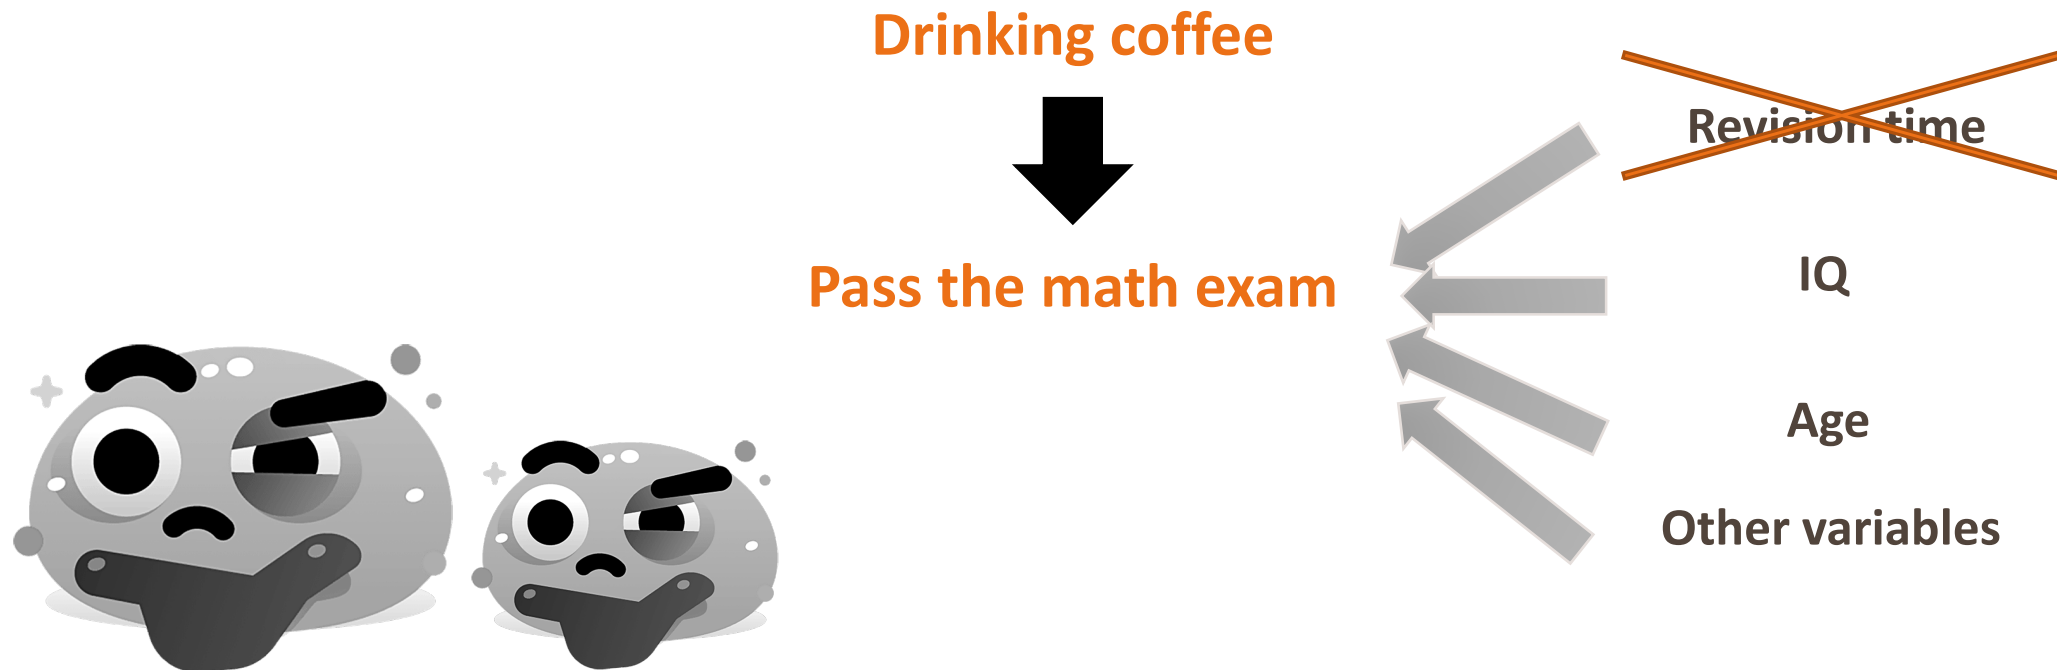 Drinking coffee
Pass the math exam
Revision time
IQ
Age
Other variables